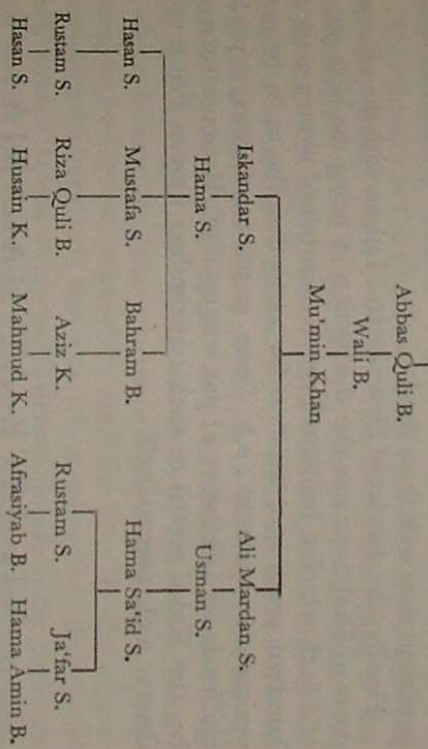 Abbas Quli B.
Wali B.
Mu'min Khan
Iskandar S. Ali Mardan S.
Hama S. Usman S.
Hasan S. Mustafa S. Bahram B. Hama Sa‘id S.
Rustam S. Riza Quli B. Aziz K. Rustam S. Ja‘far S.
Hasan S. Husain K. Mahmud K. Afrasiyab B. Hama Amin B.